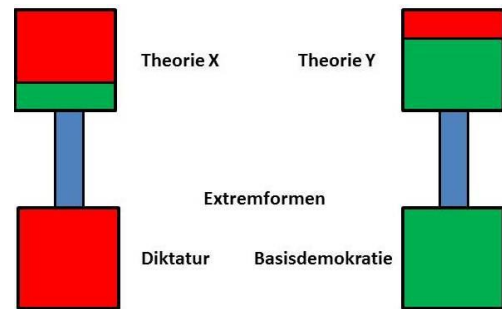 Theorie X
Theorie Y
Extremformen
Diktatur
Basisdemokratie